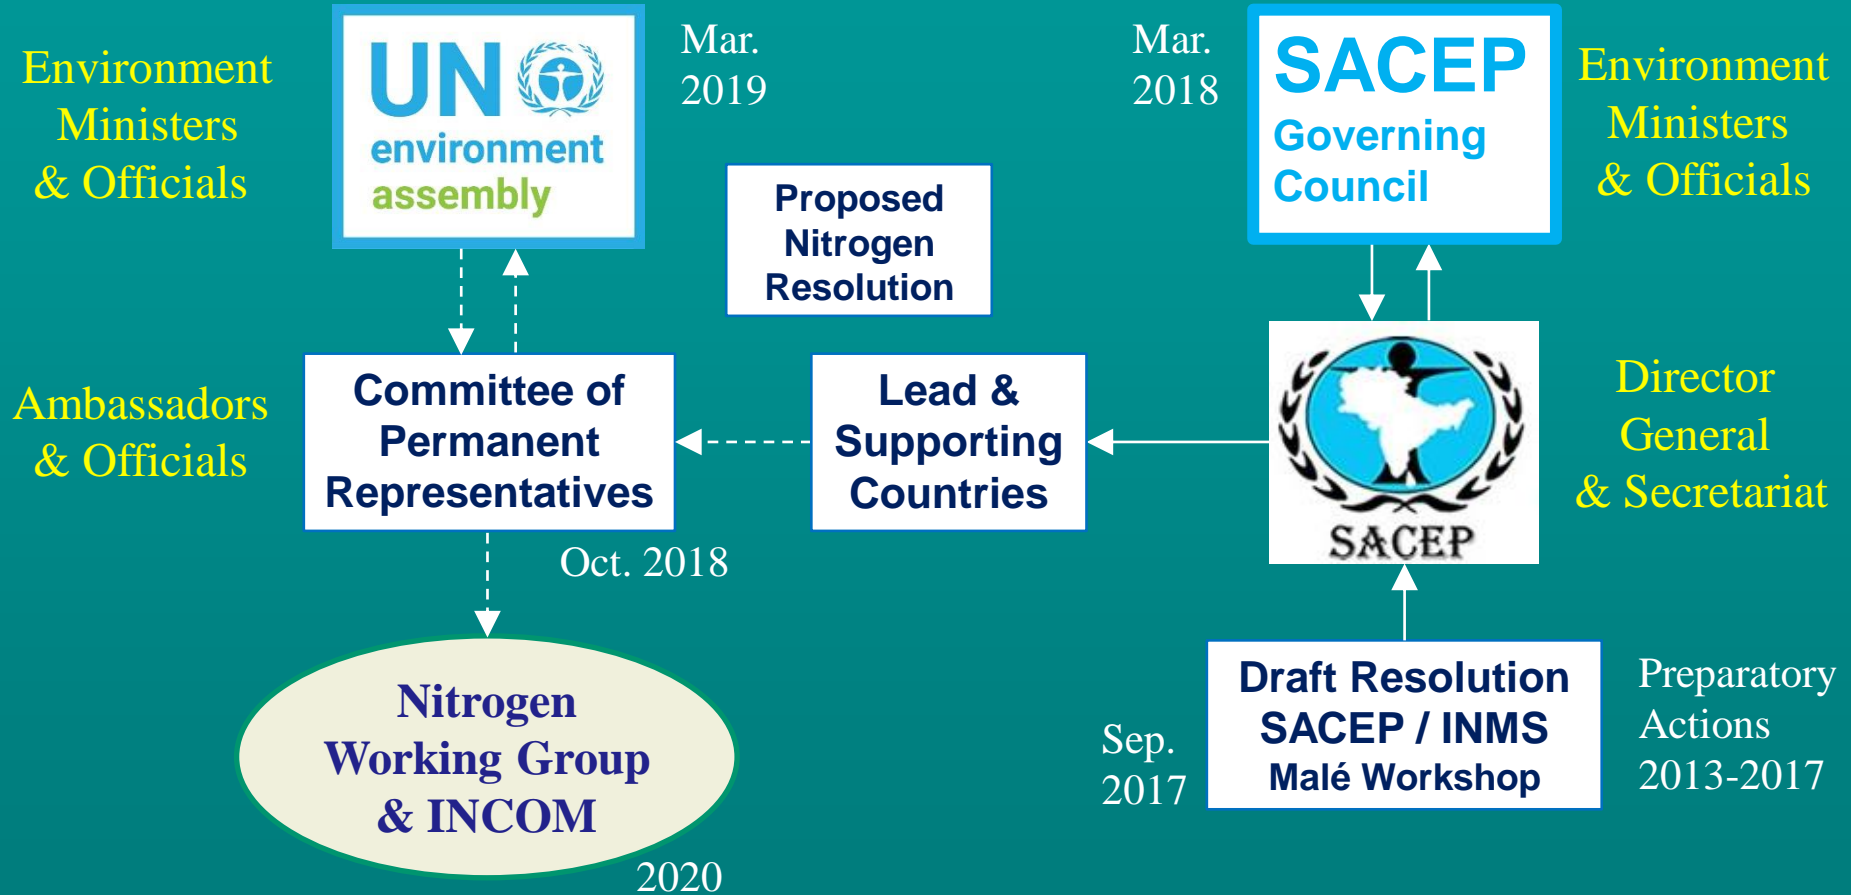 Environment
Ministers
& Officials
UN
environment
assembly
Mar.
2019
Proposed
Nitrogen
Resolution
Mar.
2018
SACEP
Governing
Council
Environment
Ministers
& Officials
Ambassadors
& Officials
Committee of
Permanent
Representatives
Oct. 2018
Lead &
Supporting
Countries
SACEP
Director
General
& Secretariat
Nitrogen
Working Group
& INCOM
2020
Sep.
2017
Draft Resolution
SACEP / INMS
Malé Workshop
Preparatory
Actions
2013-2017